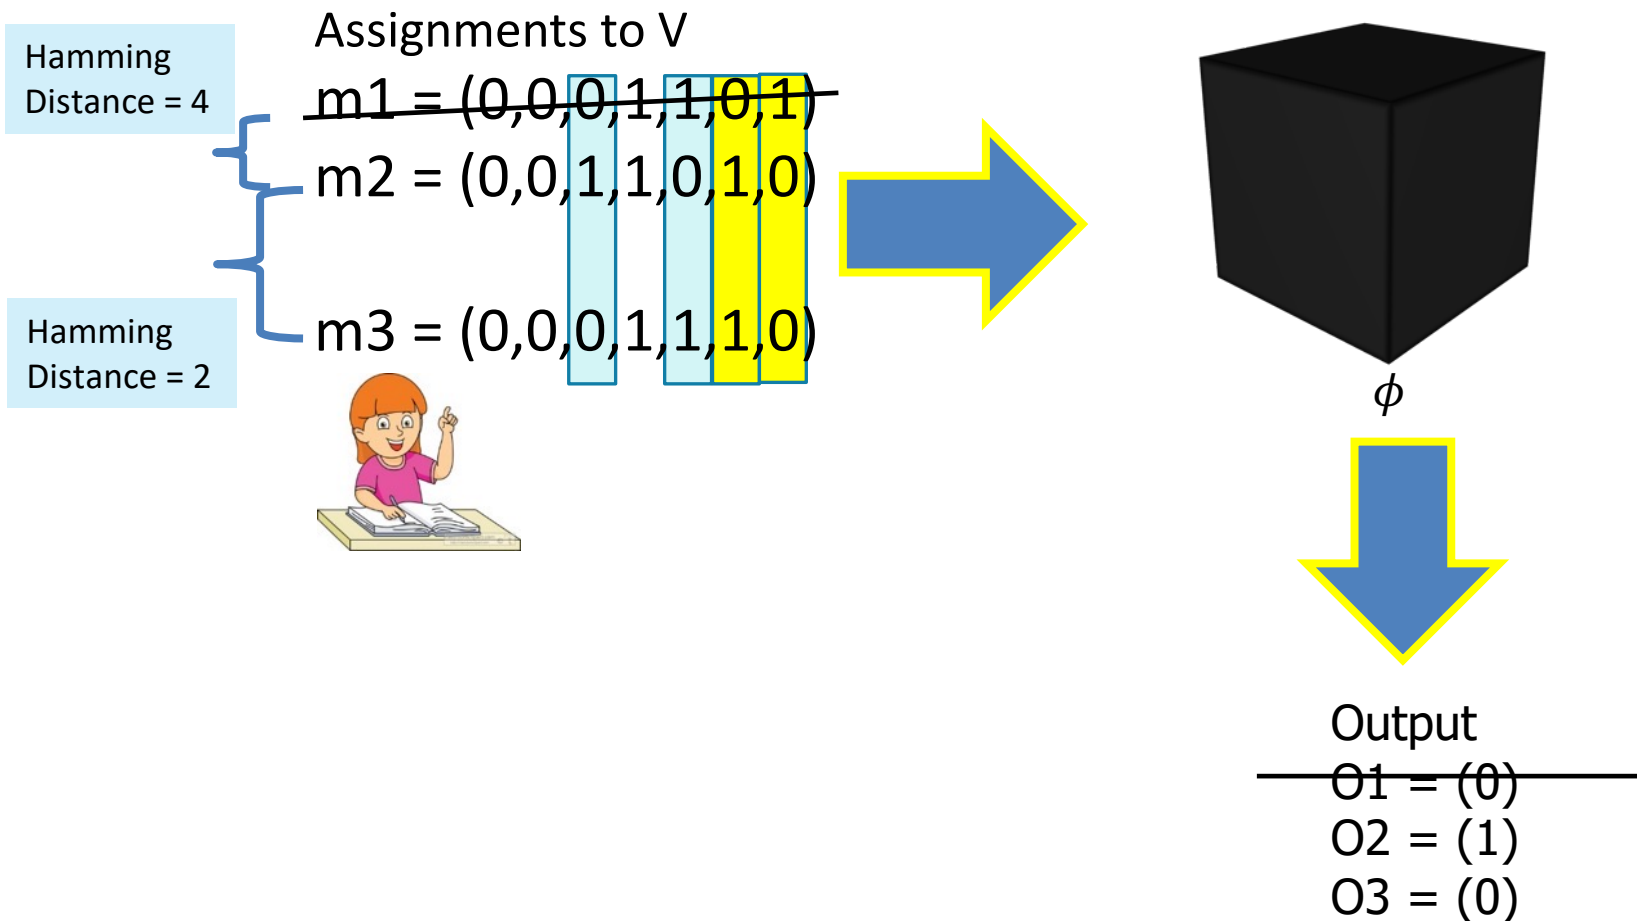 Assignments to V
Hamming
Distance = 4
m1 = (0,0,0,1,1,0,1)
m2 = (0,0,1,1,0,1,0)
Hamming
Distance = 2
m3 = (0,0,0,1,1,1,0)
ϕ
Output
O1 = (0)
O2 = (1)
O3 = (0)